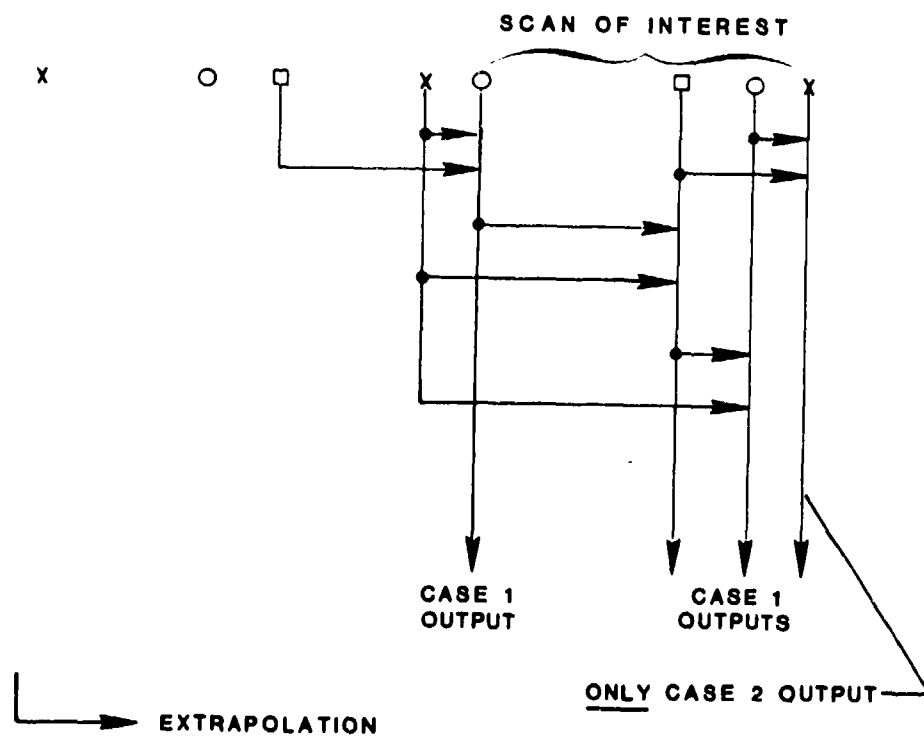 SCAN OF INTEREST
X O □ X O □ O X
CASE 1
OUTPUT
CASE 1
OUTPUTS
ONLY CASE 2 OUTPUT
EXTRAPOLATION